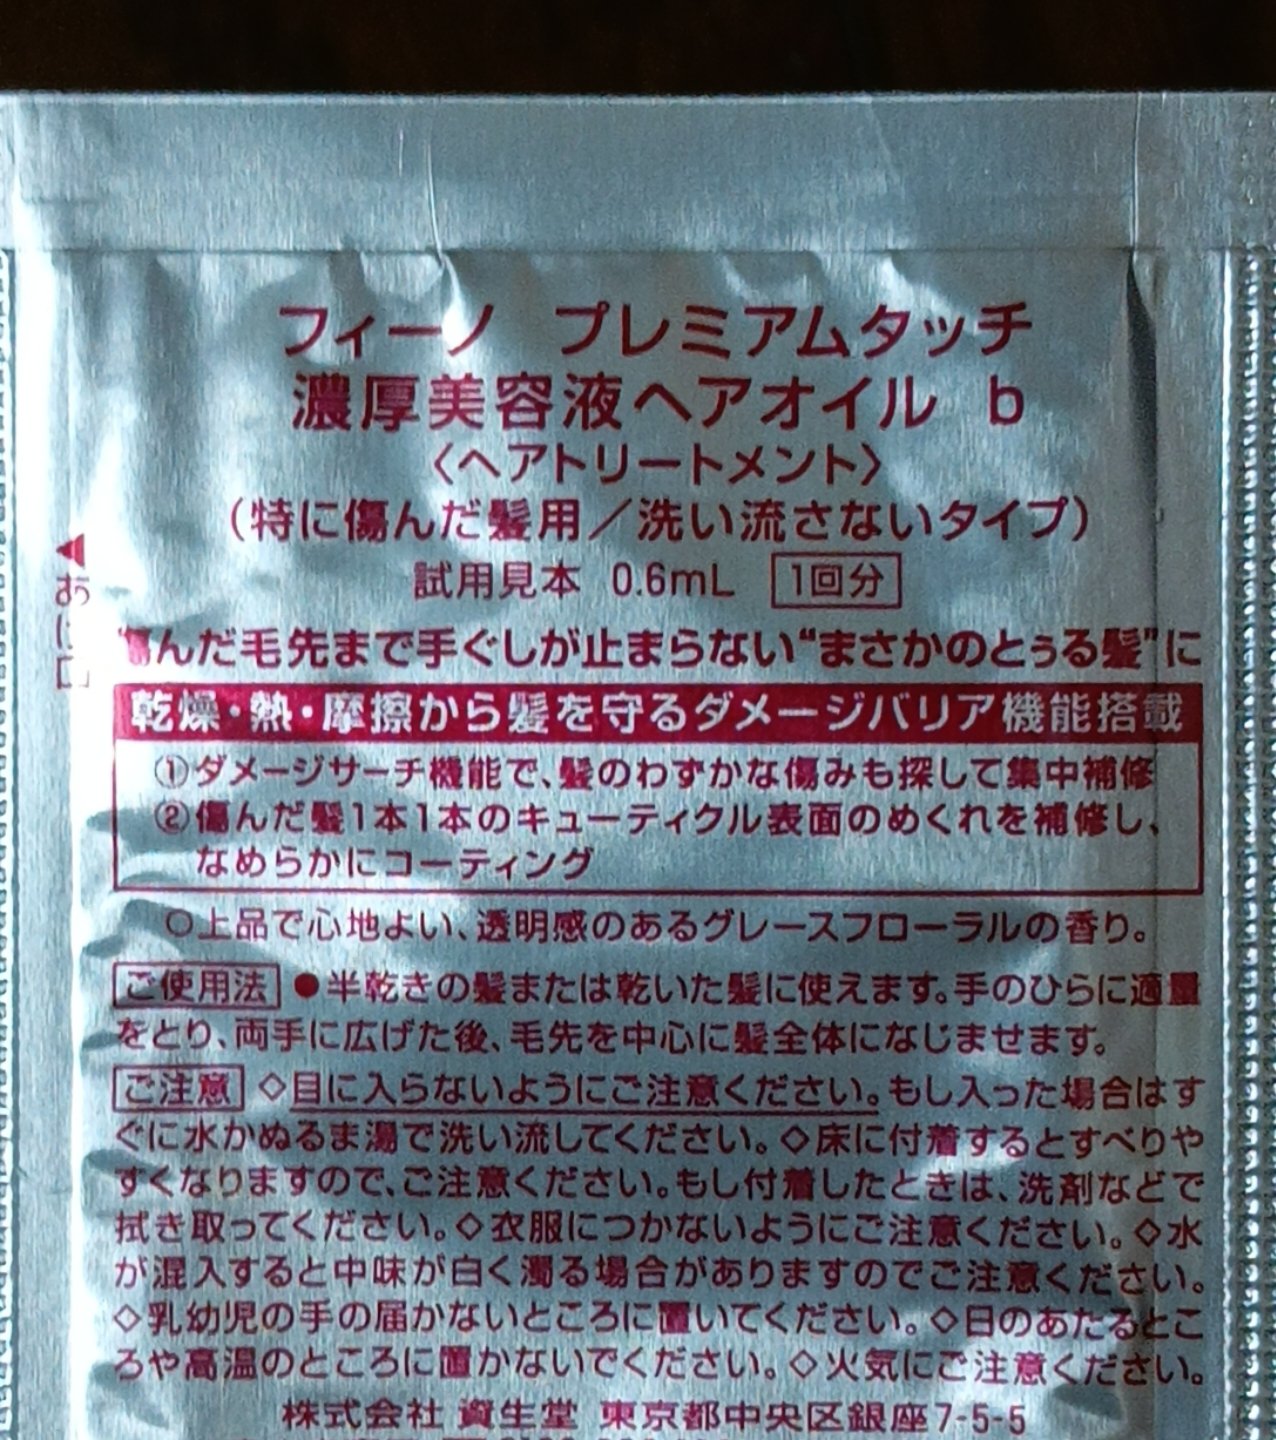 フィーノ プレミアムタッチ
濃厚美容液ヘアオイル b
〈ヘアトリートメント〉
（特に傷んだ髪用／洗い流さないタイプ）
試用見本 0.6mL 1回分
◀あけ口
傷んだ毛先まで手ぐしが止まらない“まさかのとぅる髪”に
乾燥・熱・摩擦から髪を守るダメージバリア機能搭載
①ダメージサーチ機能で、髪のわずかな傷みも探して集中補修
②傷んだ髪1本1本のキューティクル表面のめくれを補修し、
なめらかにコーティング
○上品で心地よい、透明感のあるグレースフローラルの香り。
ご使用法 ●半乾きの髪または乾いた髪に使えます。手のひらに適量
をとり、両手に広げた後、毛先を中心に髪全体になじませます。
ご注意 ◇目に入らないようにご注意ください。もし入った場合はす
ぐに水かぬるま湯で洗い流してください。◇床に付着するとすべりや
すくなりますので、ご注意ください。もし付着したときは、洗剤などで
拭き取ってください。◇衣服につかないようにご注意ください。◇水
が混入すると中味が白く濁る場合がありますのでご注意ください。
◇乳幼児の手の届かないところに置いてください。◇日のあたるとこ
ろや高温のところに置かないでください。◇火気にご注意ください。
株式会社 資生堂 東京都中央区銀座7-5-5